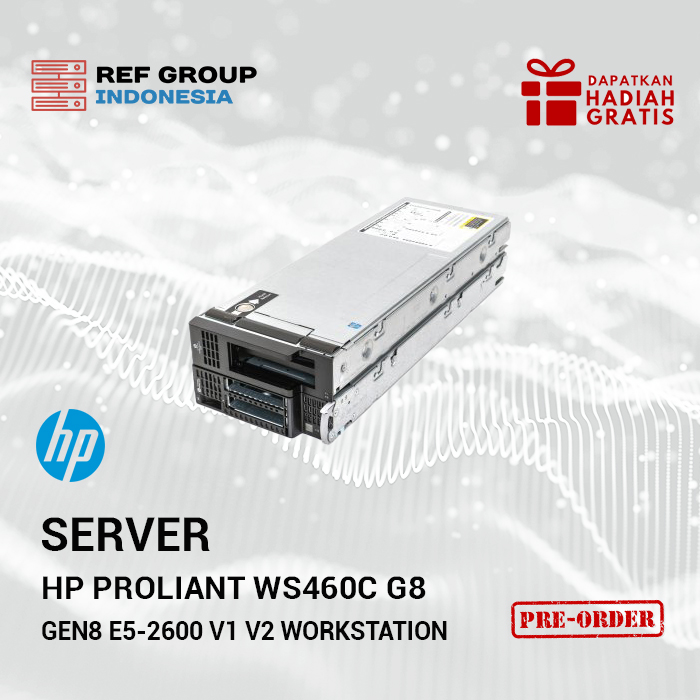 REF GROUP
INDONESIA
DAPATKAN
HADIAH
GRATIS
hp
SERVER
HP PROLIANT WS460C G8
GEN8 E5-2600 V1 V2 WORKSTATION
PRE-ORDER